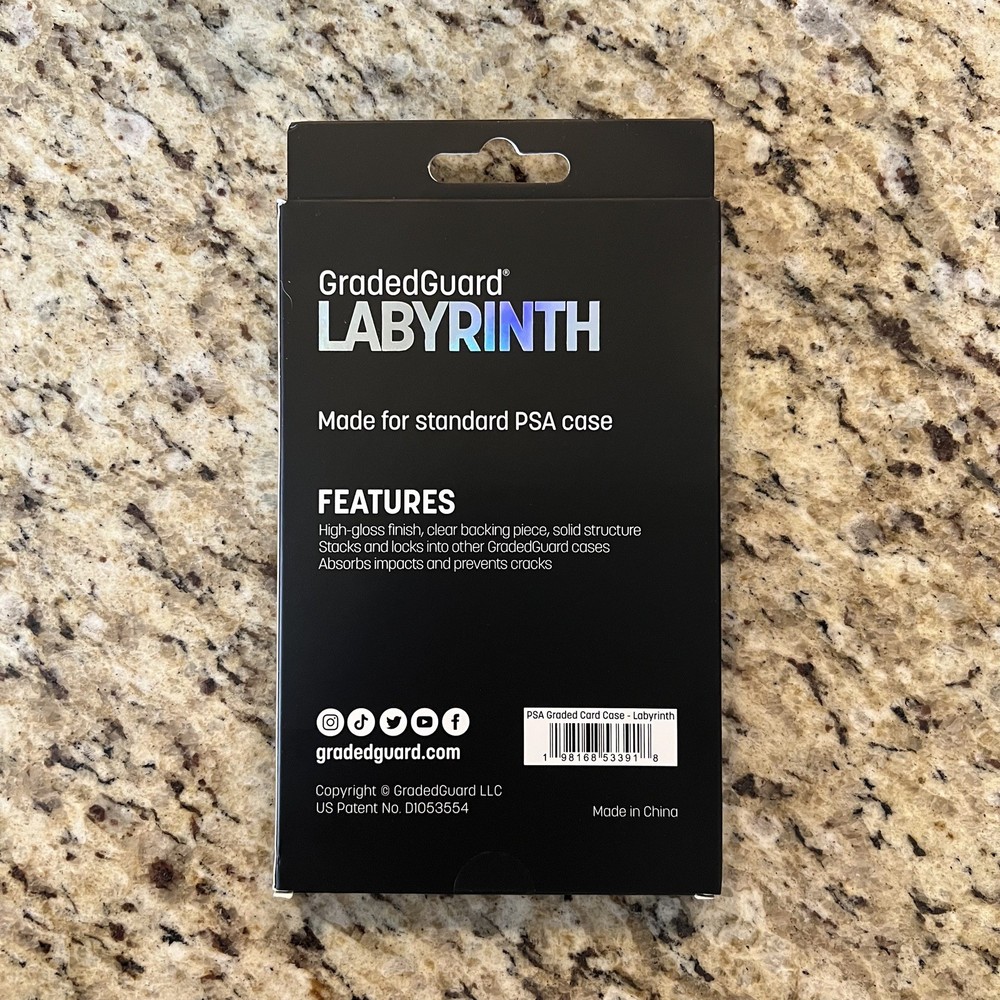 GradedGuard®
LABYRINTH
Made for standard PSA case
FEATURES
High-gloss finish, clear backing piece, solid structure
Stacks and locks into other GradedGuard cases
Absorbs impacts and prevents cracks
gradedguard.com
PSA Graded Card Case - Labyrinth
1 98168 53391 8
Copyright © GradedGuard LLC
US Patent No. D1053554
Made in China